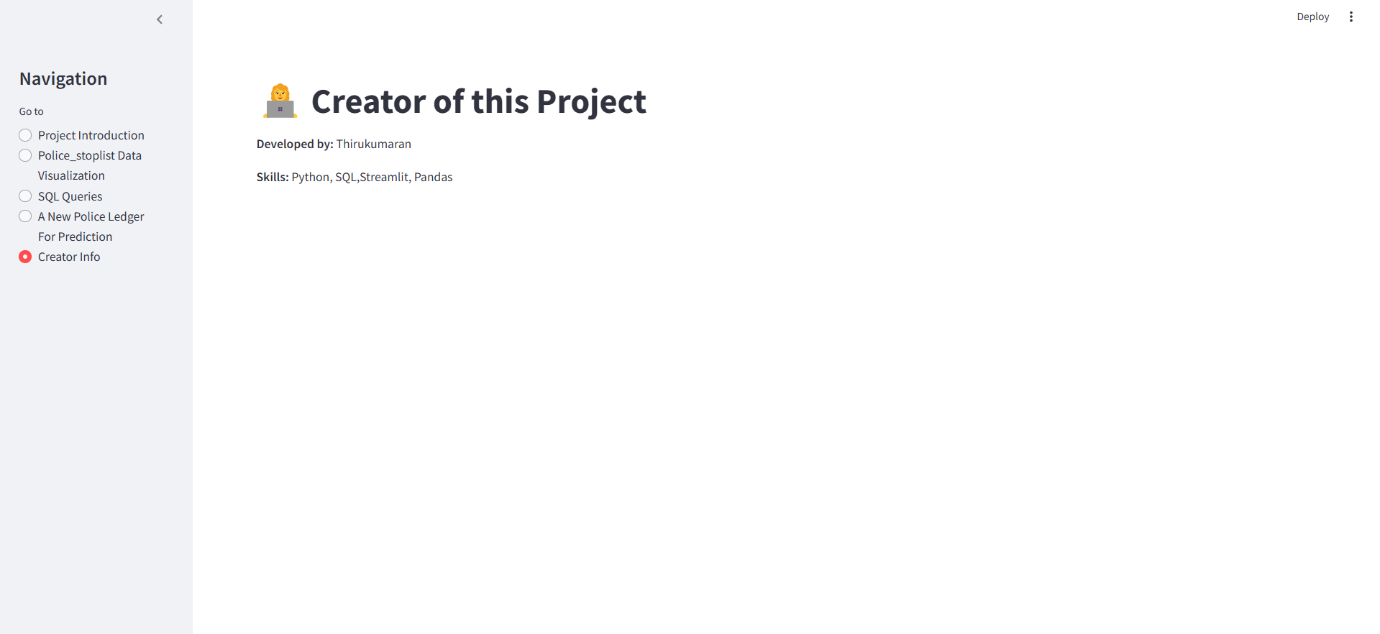 Deploy
Navigation
Go to
Project Introduction
Police_stoplist Data
Visualization
SQL Queries
A New Police Ledger
For Prediction
Creator Info
Creator of this Project
Developed by: Thirukumaran
Skills: Python, SQL,Streamlit, Pandas